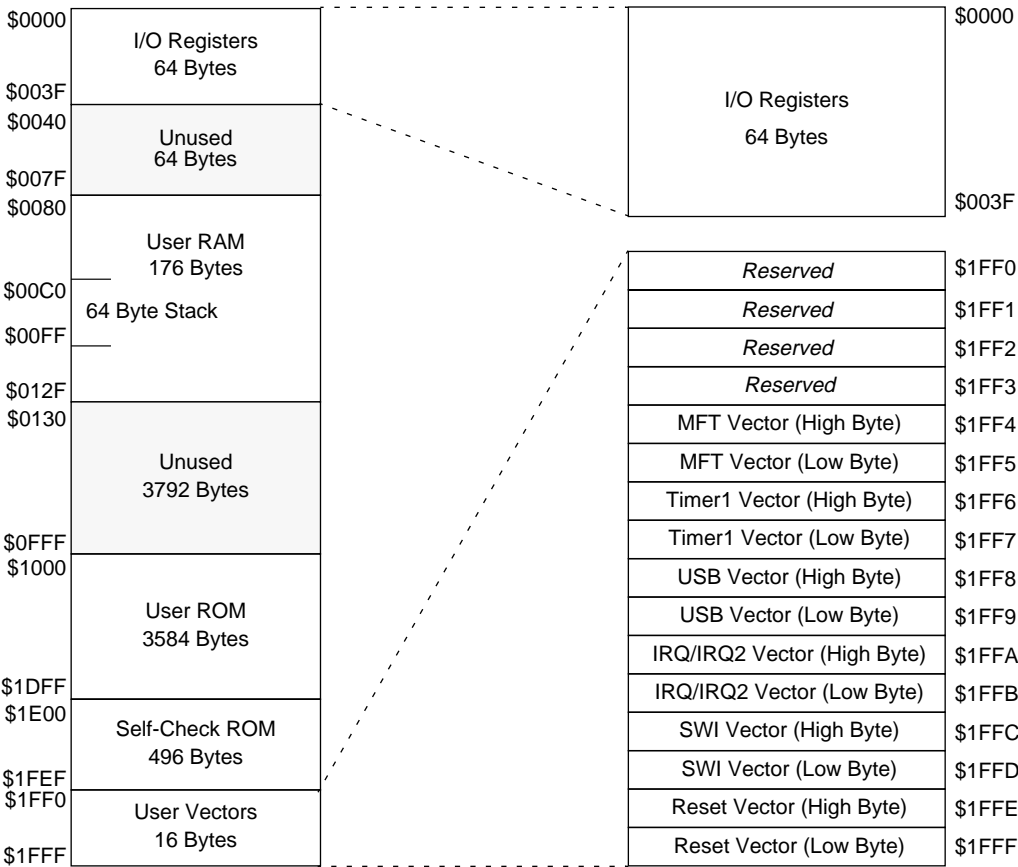 $0000
I/O Registers
64 Bytes
$003F
$0040
Unused
64 Bytes
$007F
$0080
User RAM
176 Bytes
$00C0
64 Byte Stack
$00FF
$012F
$0130
Unused
3792 Bytes
$0FFF
$1000
User ROM
3584 Bytes
$1DFF
$1E00
Self-Check ROM
496 Bytes
$1FEF
$1FF0
User Vectors
16 Bytes
$1FFF
$0000
I/O Registers
64 Bytes
$003F
Reserved $1FF0
Reserved $1FF1
Reserved $1FF2
Reserved $1FF3
MFT Vector (High Byte) $1FF4
MFT Vector (Low Byte) $1FF5
Timer1 Vector (High Byte) $1FF6
Timer1 Vector (Low Byte) $1FF7
USB Vector (High Byte) $1FF8
USB Vector (Low Byte) $1FF9
IRQ/IRQ2 Vector (High Byte) $1FFA
IRQ/IRQ2 Vector (Low Byte) $1FFB
SWI Vector (High Byte) $1FFC
SWI Vector (Low Byte) $1FFD
Reset Vector (High Byte) $1FFE
Reset Vector (Low Byte) $1FFF